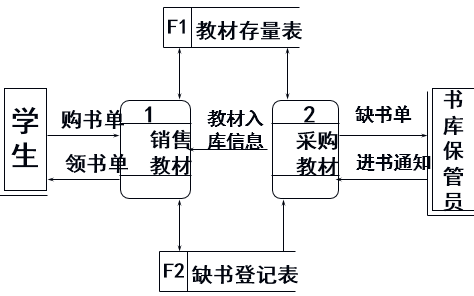 F1 教材存量表
学生
购书单
领书单
1
销售
教材
教材入
库信息
2
采购
教材
缺书单
进书通知
书库保管员
F2 缺书登记表